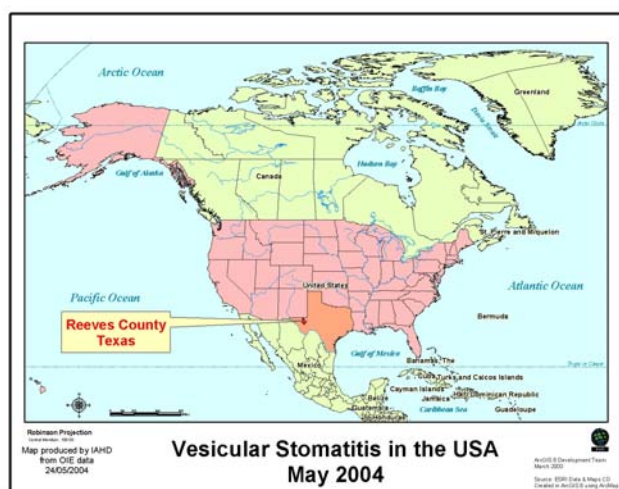 Arctic Ocean
Baffin Bay
Greenland
Davis Strait
Hudson Bay
Gulf of Alaska
Canada
St. Pierre and Miquelon
United States
Pacific Ocean
Atlantic Ocean
Reeves County
Texas
Bermuda
Gulf of Mexico
Mexico
Bahamas, The
Cuba
Turks and Caicos Islands
Cayman Islands
Haiti
Dominican Republic
Belize
Jamaica
Guatemala
Honduras
Caribbean Sea
Guadeloupe
Robinson Projection
Map produced by IAHD
from OIE data
24/05/2004
Vesicular Stomatitis in the USA
May 2004
ArcGIS 8 Development Team
March 2000
Source: ESRI Data & Maps CD
Created in ArcGIS 8 using ArcMap